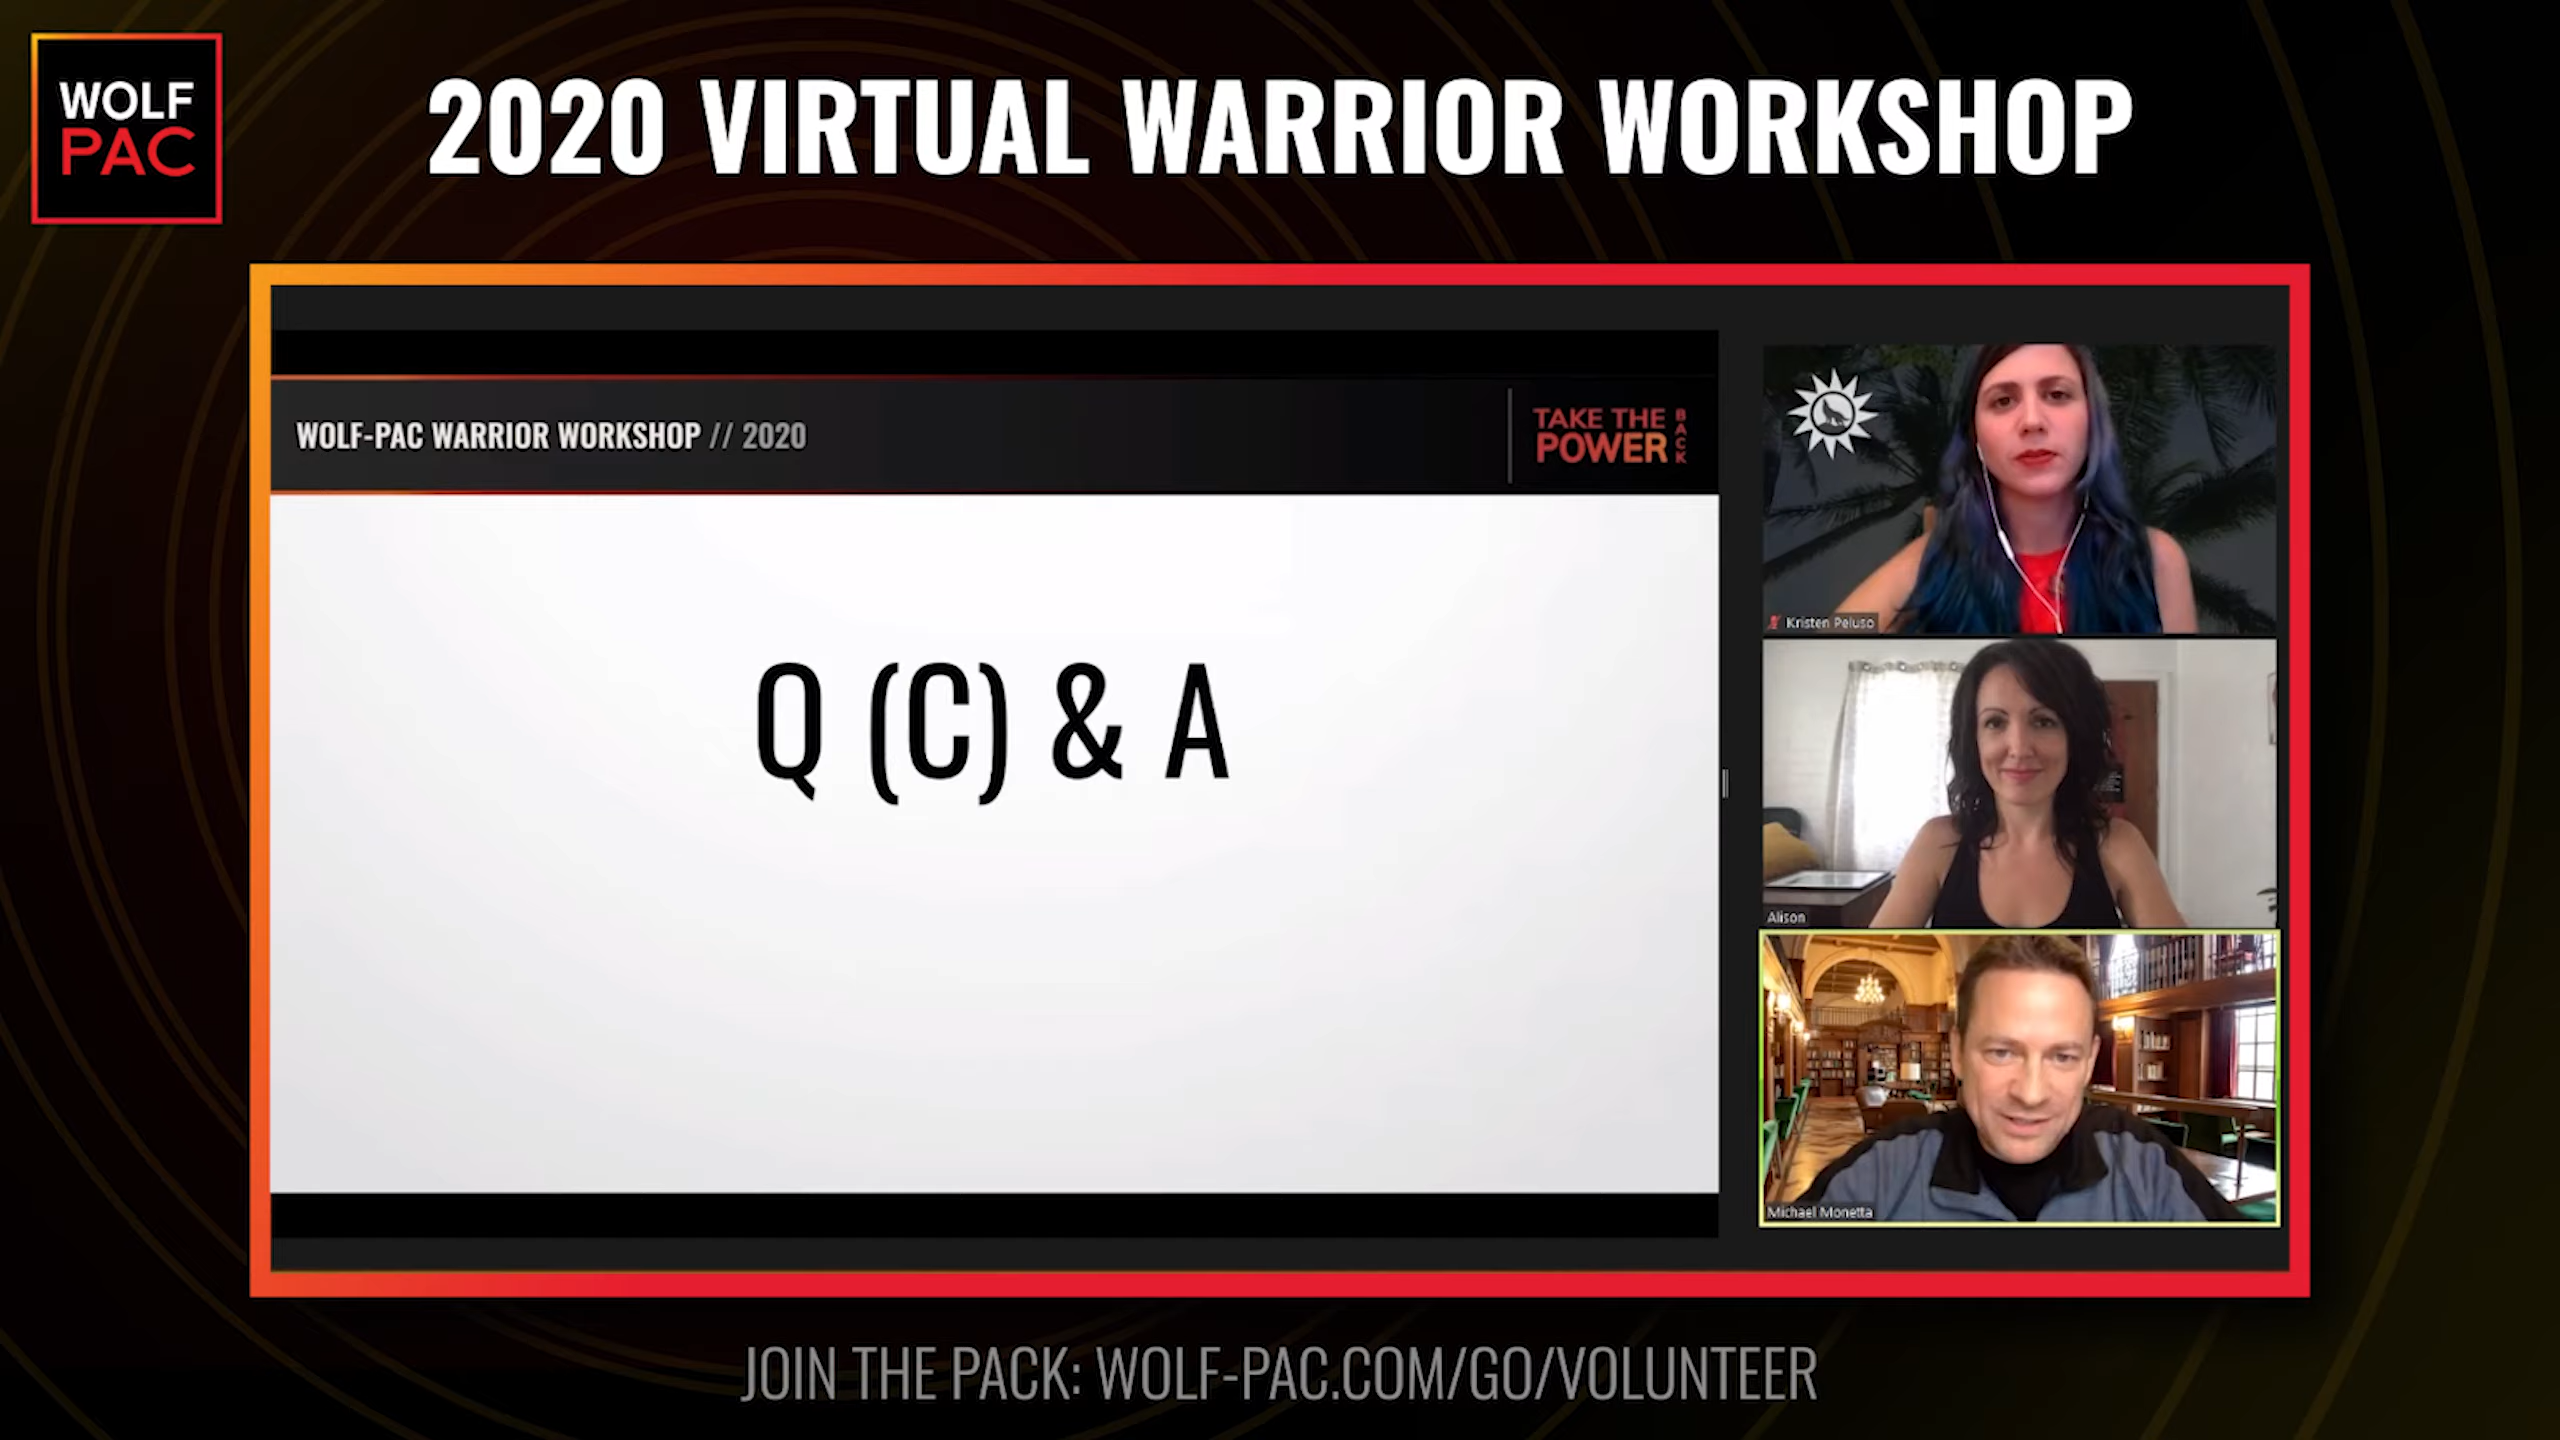 WOLF
PAC
2020 VIRTUAL WARRIOR WORKSHOP
WOLF-PAC WARRIOR WORKSHOP // 2020
TAKE THE
POWER
BACK
Q (C) & A
Kristen Peluso
Alison
Michael Monetta
JOIN THE PACK: WOLF-PAC.COM/GO/VOLUNTEER